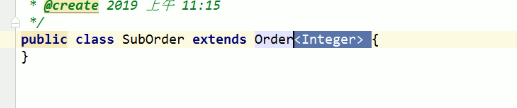 * @create 2019 上午 11:15
*/
public class SubOrder extends Order<Integer> {
}